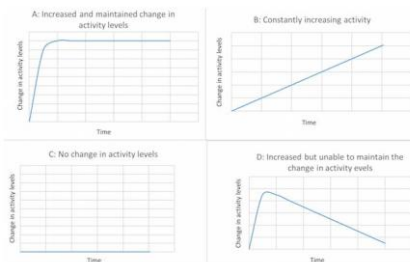 A: Increased and maintained change in
activity levels
Change in activity levels
Time
B: Constantly increasing activity
Change in activity levels
Time
C: No change in activity levels
Change in activity levels
Time
D: Increased but unable to maintain the
change in activity evels
Change in activity levels
Time